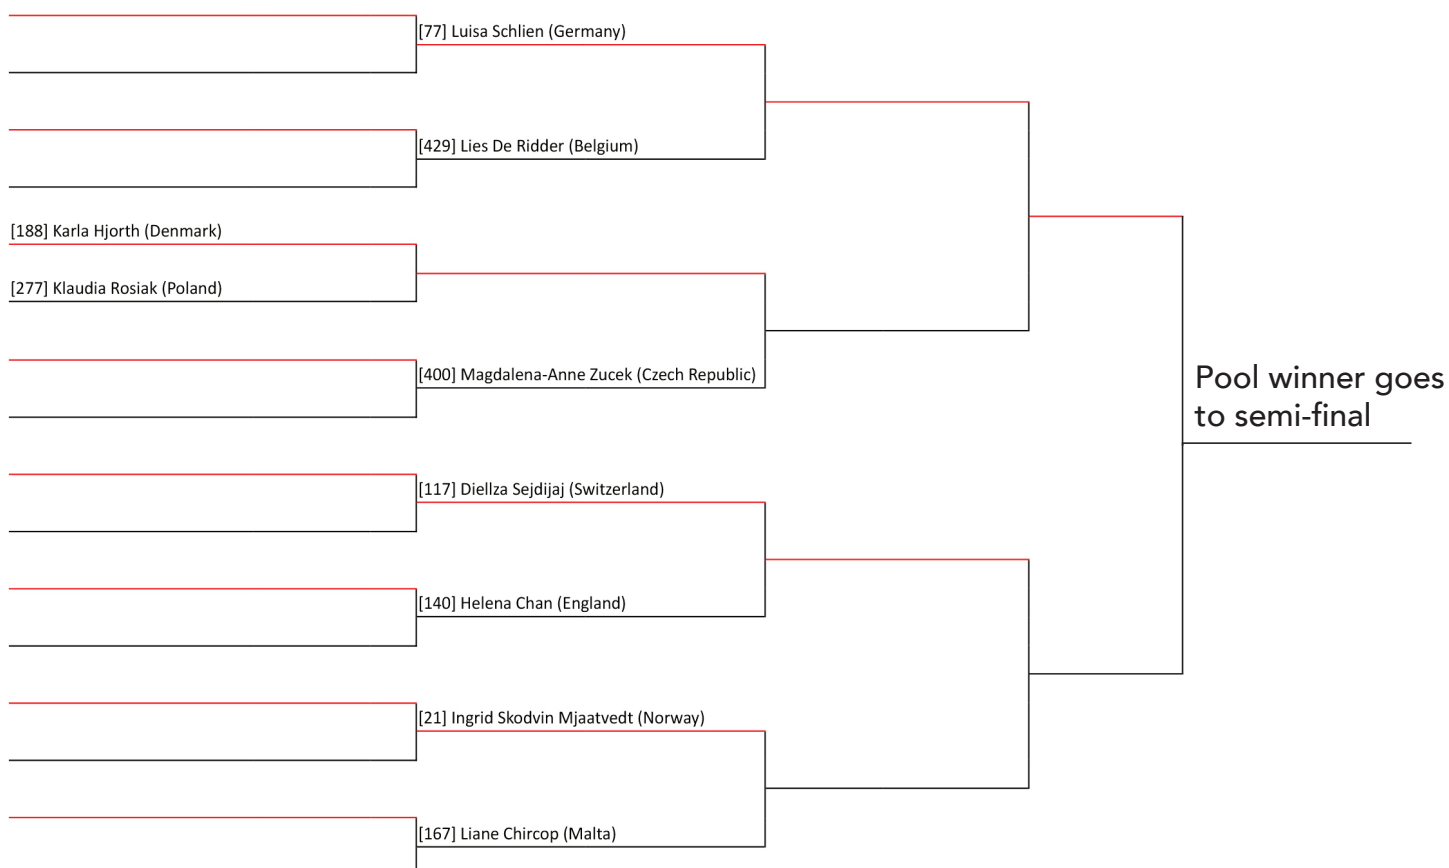 [77] Luisa Schlien (Germany)
[429] Lies De Ridder (Belgium)
[188] Karla Hjorth (Denmark)
[277] Klaudia Rosiak (Poland)
[400] Magdalena-Anne Zucek (Czech Republic)
Pool winner goes
to semi-final
[117] Diellza Sejdijaj (Switzerland)
[140] Helena Chan (England)
[21] Ingrid Skodvin Mjaatvedt (Norway)
[167] Liane Chircop (Malta)